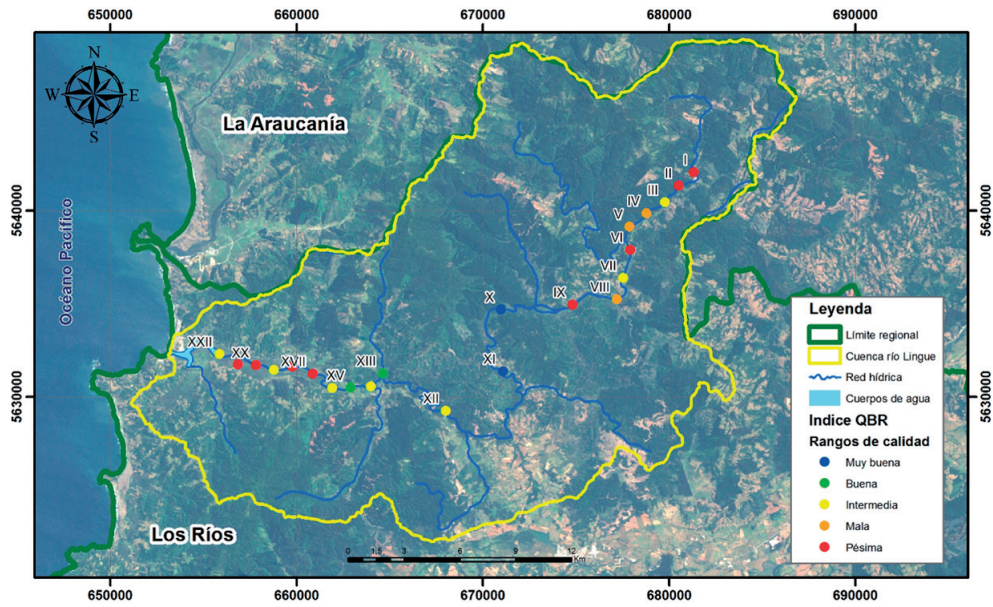 650000 660000 670000 680000 690000
N
W E
S
La Araucanía
Océano Pacífico
5640000
5640000
5630000
5630000
I
II
III
IV
V
VI
VII
VIII
IX
X
XI
XXII
XX
XVII
XIII
XV
XII
Los Ríos
0 1.5 3 6 9 12
Km
Leyenda
Límite regional
Cuenca río Lingue
Red hídrica
Cuerpos de agua
Indice QBR
Rangos de calidad
Muy buena
Buena
Intermedia
Mala
Pésima
650000 660000 670000 680000 690000